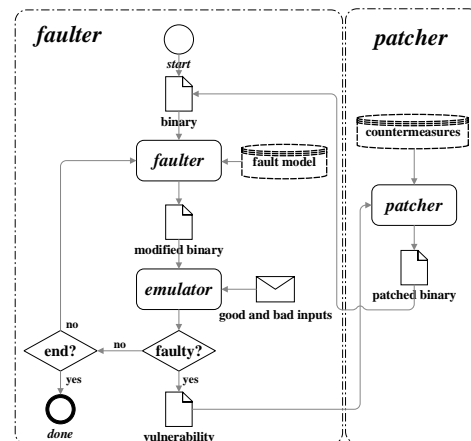 faulter
patcher
start
binary
countermeasures
faulter
fault model
patcher
modified binary
emulator
patched binary
good and bad inputs
no
end?
no
faulty?
yes
yes
done
vulnerability